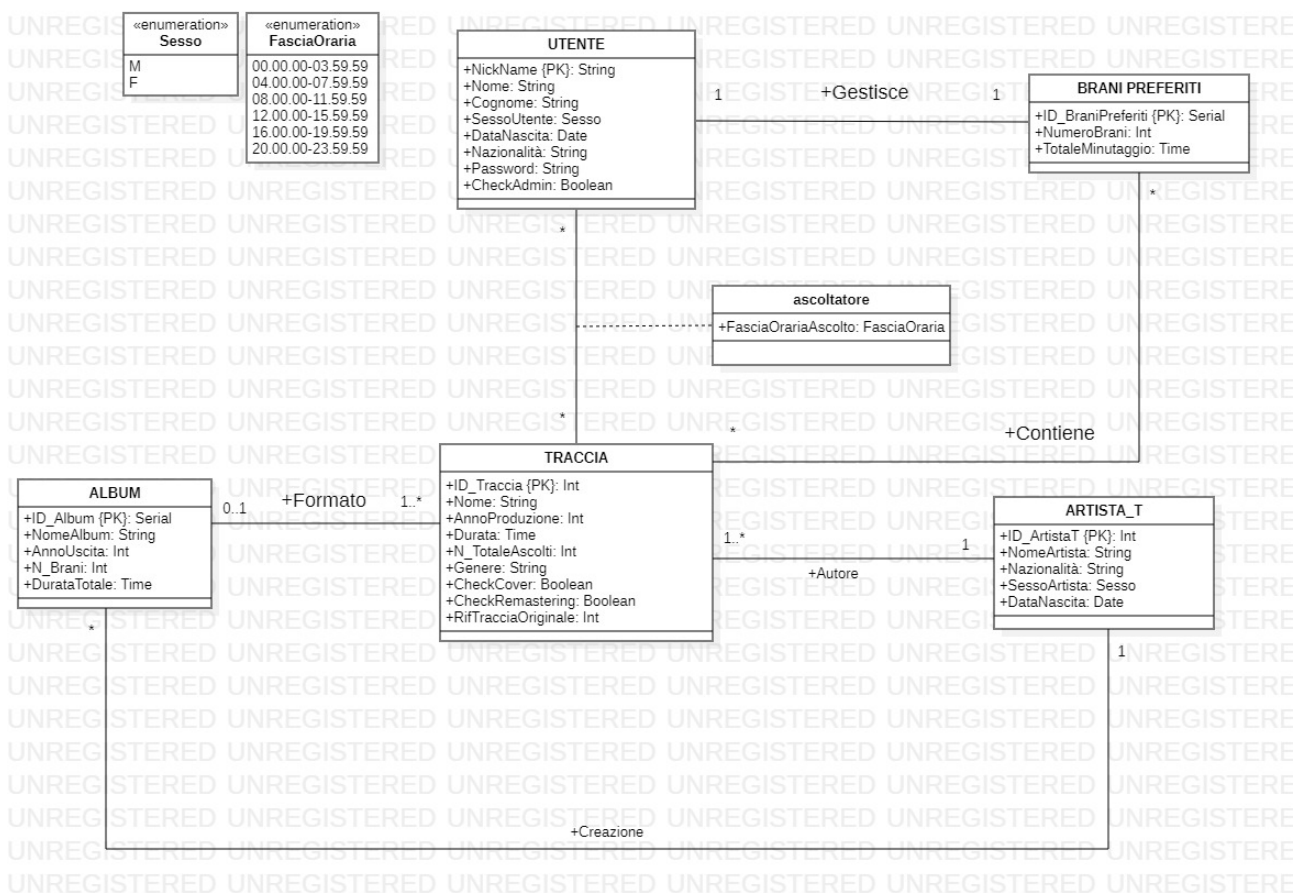 «enumeration»
Sesso
M
F
«enumeration»
FasciaOraria
00.00.00-03.59.59
04.00.00-07.59.59
08.00.00-11.59.59
12.00.00-15.59.59
16.00.00-19.59.59
20.00.00-23.59.59
UTENTE
+NickName {PK}: String
+Nome: String
+Cognome: String
+SessoUtente: Sesso
+DataNascita: Date
+Nazionalità: String
+Password: String
+CheckAdmin: Boolean
1
+Gestisce
1
BRANI PREFERITI
+ID_BraniPreferiti {PK}: Serial
+NumeroBrani: Int
+TotaleMinutaggio: Time
*
*
ascoltatore
+FasciaOrariaAscolto: FasciaOraria
*
*
+Contiene
TRACCIA
+ID_Traccia {PK}: Int
+Nome: String
+AnnoProduzione: Int
+Durata: Time
+N_TotaleAscolti: Int
+Genere: String
+CheckCover: Boolean
+CheckRemastering: Boolean
+RifTracciaOriginale: Int
ALBUM
+ID_Album {PK}: Serial
+NomeAlbum: String
+AnnoUscita: Int
+N_Brani: Int
+DurataTotale: Time
0..1
+Formato
1..*
1..*
+Autore
1
ARTISTA_T
+ID_ArtistaT {PK}: Int
+NomeArtista: String
+Nazionalità: String
+SessoArtista: Sesso
+DataNascita: Date
*
1
+Creazione
UNREGISTERED UNREGISTERED UNREGISTERED UNREGISTERED UNREGISTERED UNREGISTERE